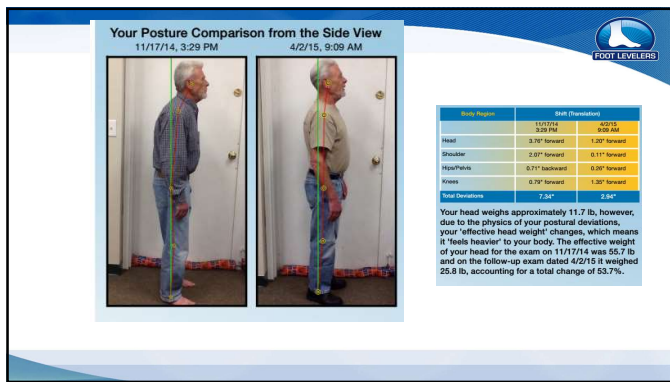 Your Posture Comparison from the Side View
11/17/14, 3:29 PM
4/2/15, 9:09 AM
FOOT LEVELERS
Body Region
Shift (Translation)
11/17/14
3:29 PM
4/2/15
9:09 AM
Head
3.76" forward
1.20" forward
Shoulder
2.07" forward
0.11" forward
Hips/Pelvis
0.71" backward
0.26" forward
Knees
0.79" forward
1.35" forward
Total Deviations
7.34"
2.94"
Your head weighs approximately 11.7 lb, however,
due to the physics of your postural deviations,
your 'effective head weight' changes, which means
it 'feels heavier' to your body. The effective weight
of your head for the exam on 11/17/14 was 55.7 lb
and on the follow-up exam dated 4/2/15 it weighed
25.8 lb, accounting for a total change of 53.7%.